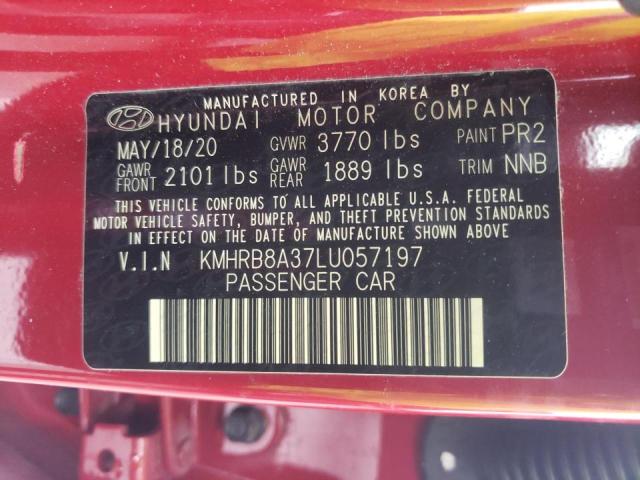 MANUFACTURED IN KOREA BY
HYUNDAI MOTOR COMPANY
MAY/18/20 GVWR 3770 lbs PAINT PR2
GAWR FRONT 2101 lbs GAWR REAR 1889 lbs TRIM NNB
THIS VEHICLE CONFORMS TO ALL APPLICABLE U.S.A. FEDERAL
MOTOR VEHICLE SAFETY, BUMPER, AND THEFT PREVENTION
STANDARDS IN EFFECT ON THE DATE OF MANUFACTURE SHOWN ABOVE.
V.I.N KMHRB8A37LU057197
PASSENGER CAR